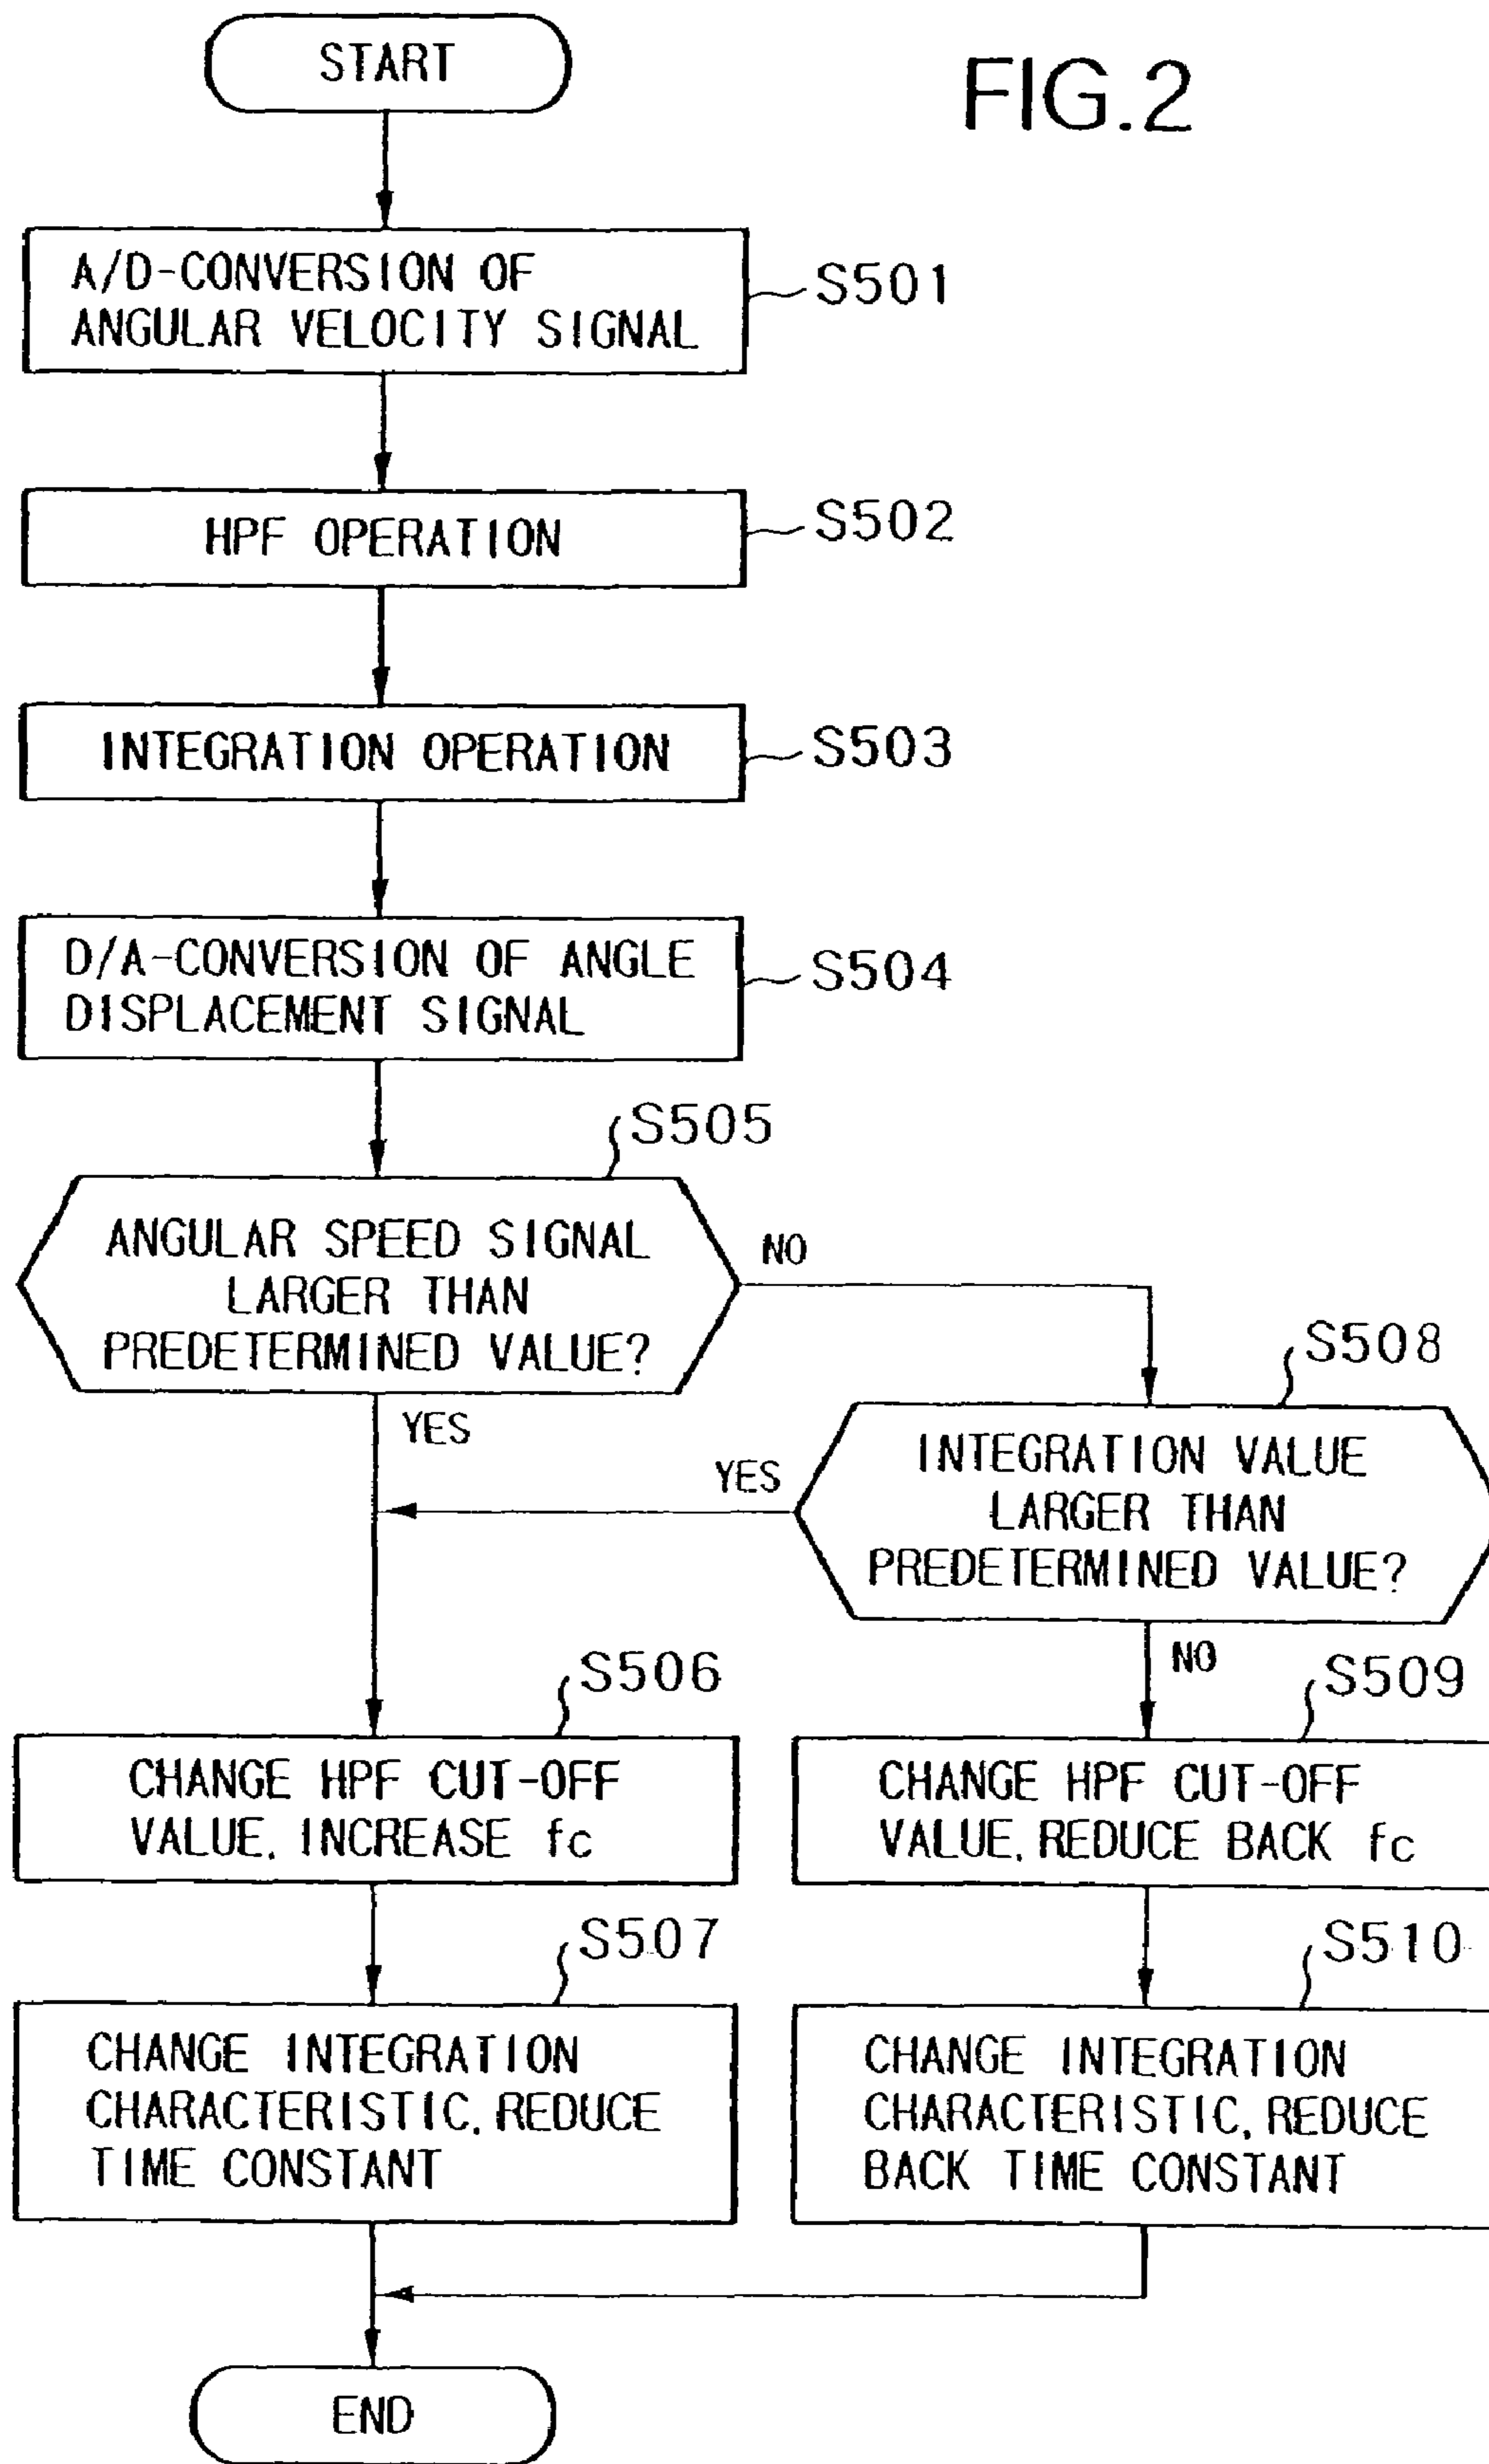 START
FIG.2
A/D-CONVERSION OF
ANGULAR VELOCITY SIGNAL
S501
HPF OPERATION
S502
INTEGRATION OPERATION
S503
D/A-CONVERSION OF ANGLE
DISPLACEMENT SIGNAL
S504
S505
ANGULAR SPEED SIGNAL
LARGER THAN
PREDETERMINED VALUE?
NO
YES
S508
INTEGRATION VALUE
LARGER THAN
PREDETERMINED VALUE?
YES
NO
S506
CHANGE HPF CUT-OFF
VALUE, INCREASE fc
S509
CHANGE HPF CUT-OFF
VALUE, REDUCE BACK fc
S507
CHANGE INTEGRATION
CHARACTERISTIC, REDUCE
TIME CONSTANT
S510
CHANGE INTEGRATION
CHARACTERISTIC, REDUCE
BACK TIME CONSTANT
END